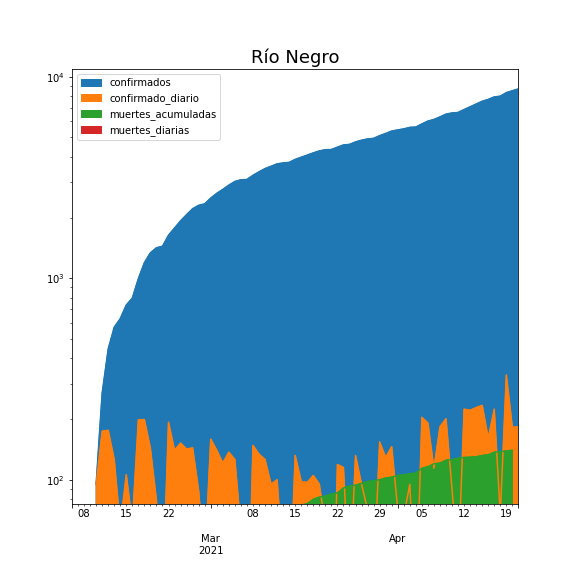 Río Negro
confirmados
confirmado_diario
muertes_acumuladas
muertes_diarias
10⁴
10³
10²
08 15 22 08 15 22 29 05 12 19
Mar Apr
2021